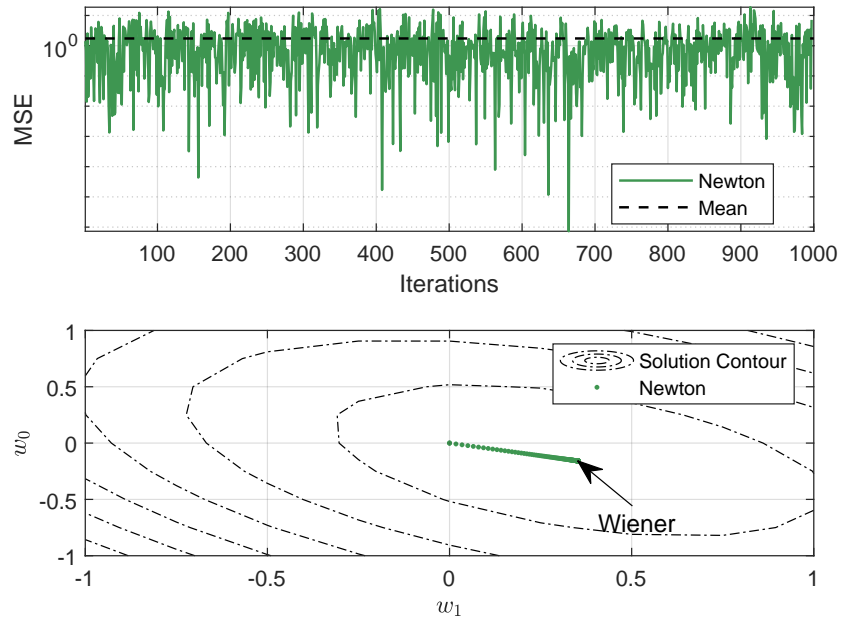 10^0
MSE
Newton
Mean
100 200 300 400 500 600 700 800 900 1000
Iterations
1
0.5
0
-0.5
-1
w_0
Solution Contour
Newton
Wiener
-1 -0.5 0 0.5 1
w_1